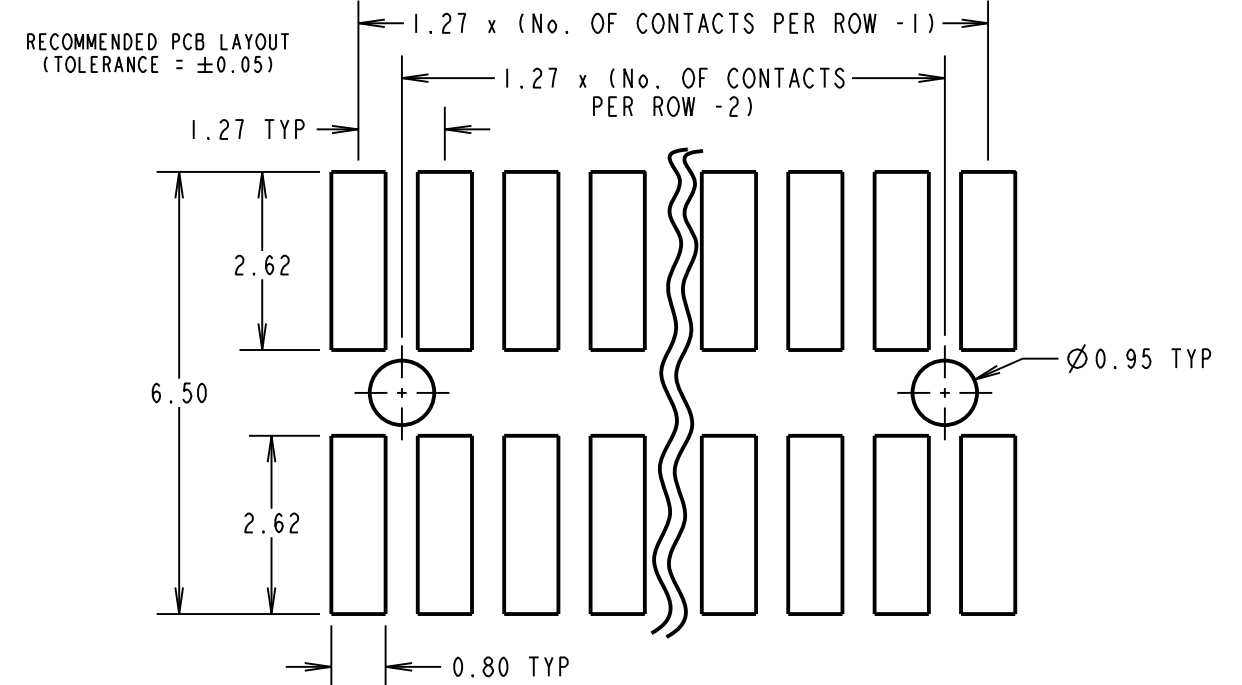 1.27 x (No. OF CONTACTS PER ROW -1)
RECOMMENDED PCB LAYOUT
(TOLERANCE = ±0.05)
1.27 x (No. OF CONTACTS
PER ROW -2)
1.27 TYP
2.62
Ø0.95 TYP
6.50
2.62
0.80 TYP